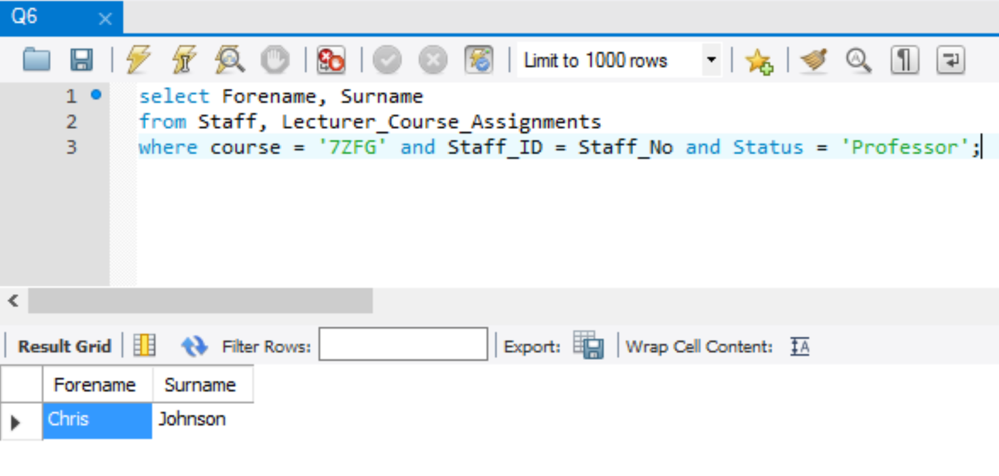 Q6
Limit to 1000 rows
1 select Forename, Surname
2 from Staff, Lecturer_Course_Assignments
3 where course = '7ZFG' and Staff_ID = Staff_No and Status = 'Professor';
Result Grid Filter Rows: Export: Wrap Cell Content:
Forename Surname
Chris Johnson